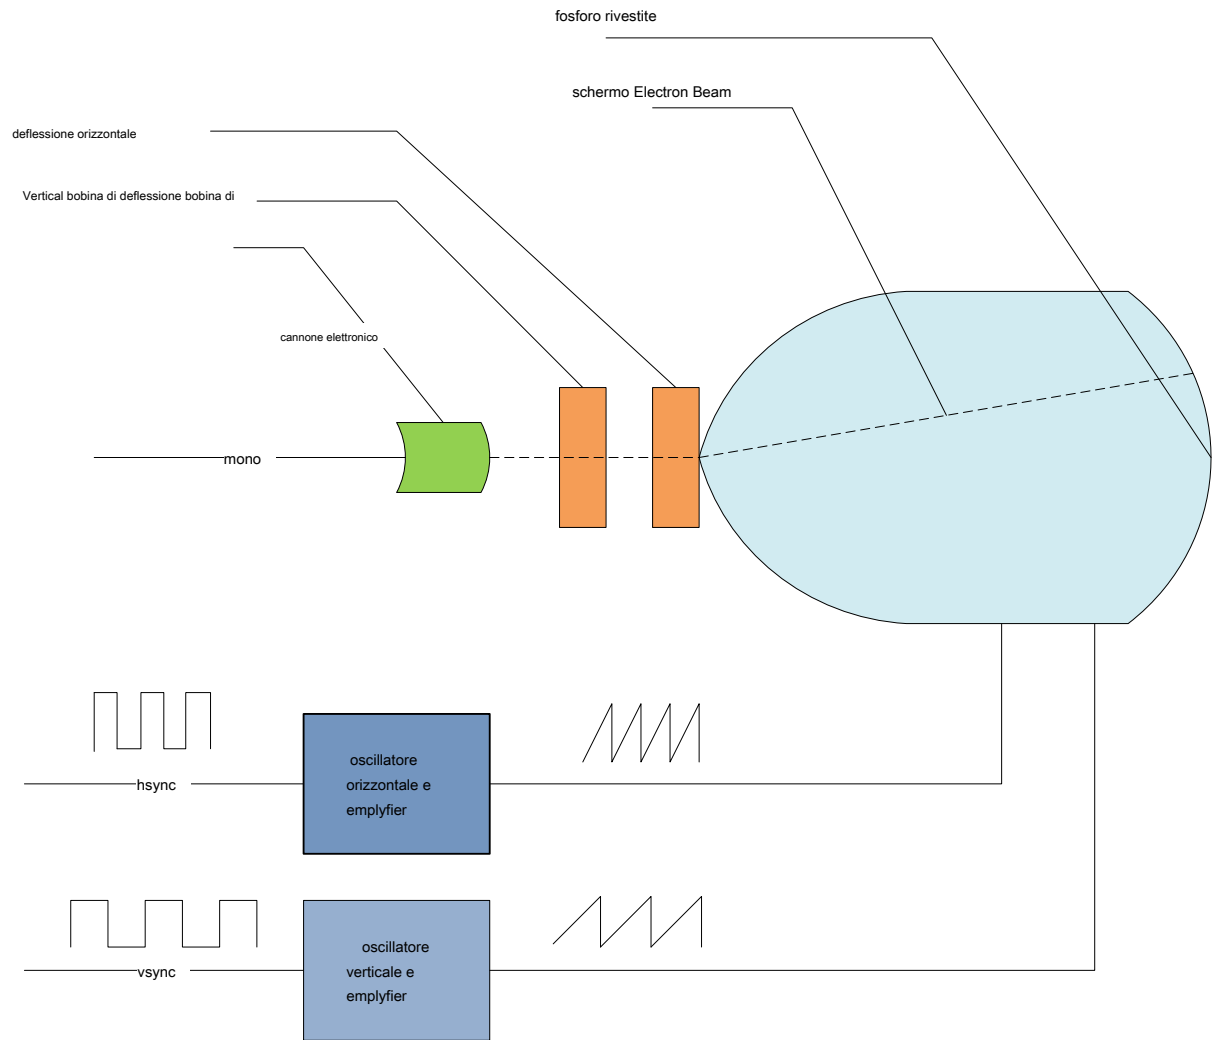 fosforo rivestite
schermo Electron Beam
deflessione orizzontale
Vertical bobina di deflessione bobina di
cannone elettronico
mono
hsync
oscillatore
orizzontale e
emplyfier
vsync
oscillatore
verticale e
emplyfier